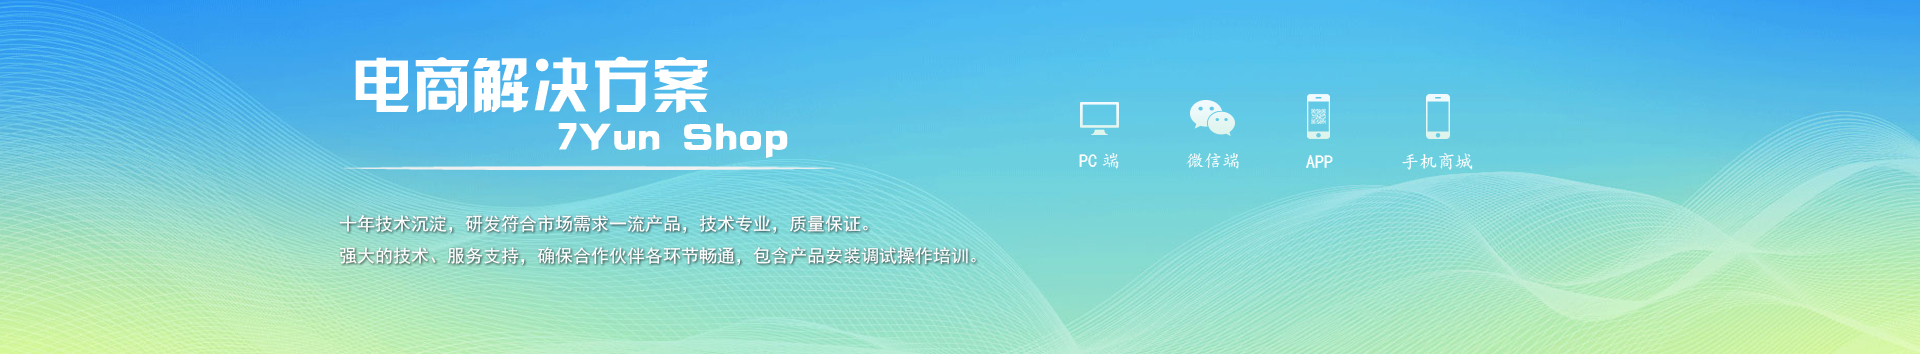 电商解决方案
7Yun Shop
十年技术沉淀，研发符合市场需求一流产品，技术专业，质量保证。
强大的技术、服务支持，确保合作伙伴各环节畅通，包含产品安装调试操作培训。
PC 端
微信端
APP
手机商城